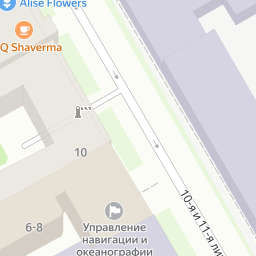 Alise Flowers
Q Shaverma
10
10-я и 11-я ли
6-8
Управление
навигации и
океанографии